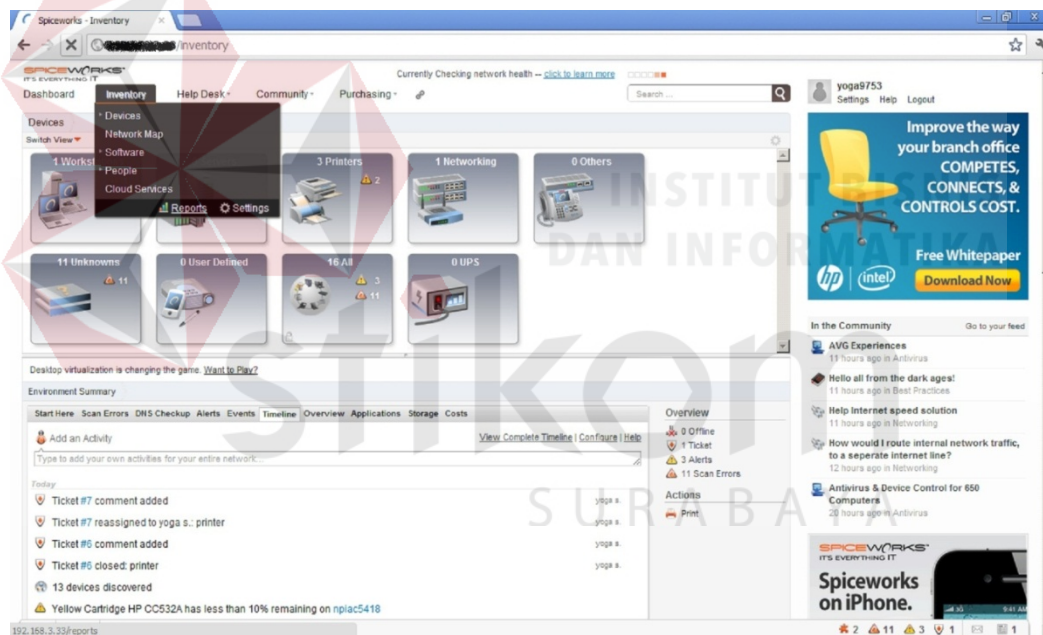 Spiceworks - Inventory
/inventory
SPICEWORKS
IT'S EVERYTHING IT
Currently Checking network health -- click to learn more
Dashboard Inventory Help Desk Community Purchasing
Search ...
yoga9753
Settings Help Logout
Devices
Switch View
Devices
Network Map
Software
People
Cloud Services
Reports Settings
1 Workst
3 Printers
2
1 Networking
0 Others
11 Unknowns
11
0 User Defined
16 All
3
11
0 UPS
Improve the way
your branch office
COMPETES,
CONNECTS, &
CONTROLS COST.
Free Whitepaper
hp intel Download Now
INSTITUT BISNIS
DAN INFORMATIKA
stikom
SURABAYA
Desktop virtualization is changing the game. Want to Play?
Environment Summary
Start Here Scan Errors DNS Checkup Alerts Events Timeline Overview Applications Storage Costs
Add an Activity
View Complete Timeline | Configure | Help
Type to add your own activities for your entire network...
Today
Ticket #7 comment added yoga s.
Ticket #7 reassigned to yoga s.: printer yoga s.
Ticket #6 comment added yoga s.
Ticket #6 closed: printer yoga s.
13 devices discovered
Yellow Cartridge HP CC532A has less than 10% remaining on npiac5418
Overview
0 Offline
1 Ticket
3 Alerts
11 Scan Errors
Actions
Print
In the Community Go to your feed
AVG Experiences
11 hours ago in Antivirus
Hello all from the dark ages!
11 hours ago in Best Practices
Help Internet speed solution
11 hours ago in Networking
How would I route internal network traffic,
to a seperate internet line?
12 hours ago in Networking
Antivirus & Device Control for 650
Computers
20 hours ago in Antivirus
SPICEWORKS
IT'S EVERYTHING IT
Spiceworks
on iPhone.
3G 9:41 AM
192.158.3.33/reports
2 11 3 1 1